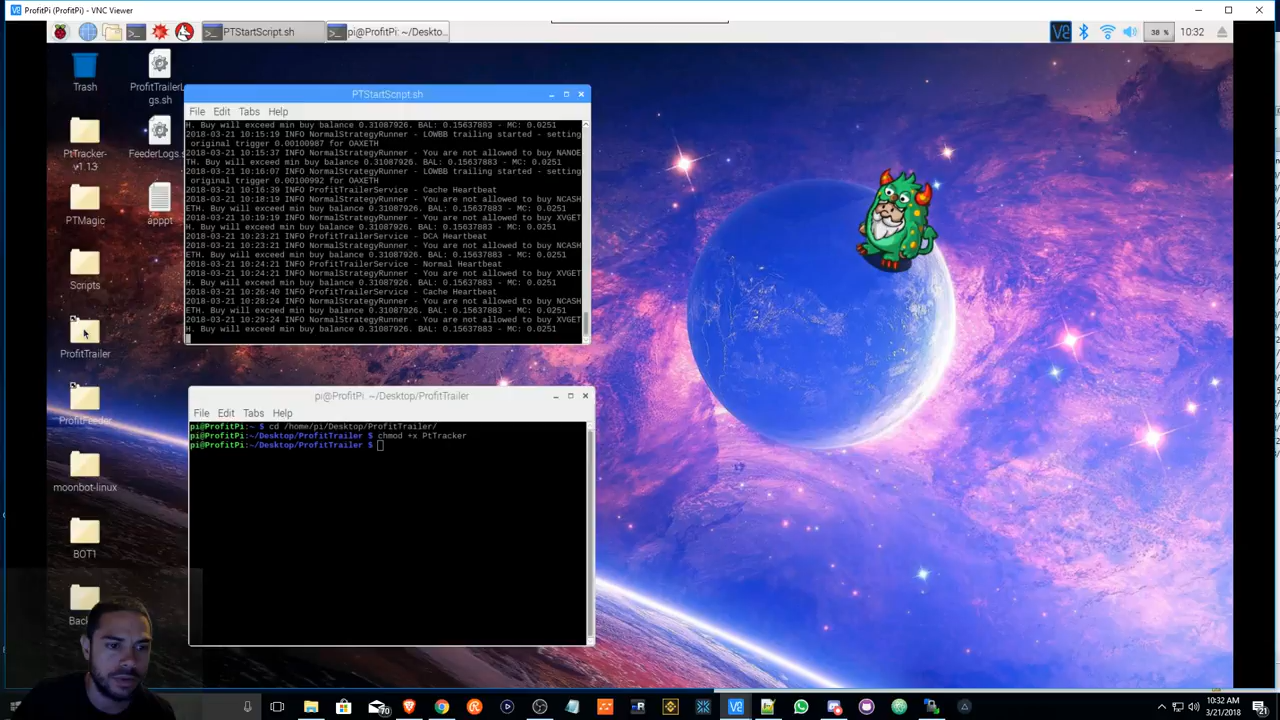 ProfitPi (ProfitPi) - VNC Viewer
PTStartScript.sh
pi@ProfitPi: ~/Deskto...
38 %
10:32
Trash
ProfitTrailerL
gs.sh
PtTracker-
v1.1.3
FeederLogs.s
PTMagic
apppt
Scripts
ProfitTrailer
ProfitFeeder
moonbot-linux
BOT1
PTStartScript.sh
File Edit Tabs Help
H. Buy will exceed min buy balance 0.31087926. BAL: 0.15637883 - MC: 0.0251
2018-03-21 10:15:19 INFO NormalStrategyRunner - LOWBB trailing started - setting
original trigger 0.00100987 for OAXETH
2018-03-21 10:15:37 INFO NormalStrategyRunner - You are not allowed to buy NANOE
TH. Buy will exceed min buy balance 0.31087926. BAL: 0.15637883 - MC: 0.0251
2018-03-21 10:16:07 INFO NormalStrategyRunner - LOWBB trailing started - setting
original trigger 0.00100992 for OAXETH
2018-03-21 10:16:39 INFO ProfitTrailerService - Cache Heartbeat
2018-03-21 10:18:19 INFO NormalStrategyRunner - You are not allowed to buy NCASH
ETH. Buy will exceed min buy balance 0.31087926. BAL: 0.15637883 - MC: 0.0251
2018-03-21 10:19:19 INFO NormalStrategyRunner - You are not allowed to buy XVGET
H. Buy will exceed min buy balance 0.31087926. BAL: 0.15637883 - MC: 0.0251
2018-03-21 10:23:21 INFO ProfitTrailerService - DCA Heartbeat
2018-03-21 10:23:21 INFO NormalStrategyRunner - You are not allowed to buy NCASH
ETH. Buy will exceed min buy balance 0.31087926. BAL: 0.15637883 - MC: 0.0251
2018-03-21 10:24:21 INFO ProfitTrailerService - Normal Heartbeat
2018-03-21 10:24:21 INFO NormalStrategyRunner - You are not allowed to buy XVGET
H. Buy will exceed min buy balance 0.31087926. BAL: 0.15637883 - MC: 0.0251
2018-03-21 10:26:40 INFO ProfitTrailerService - Cache Heartbeat
2018-03-21 10:28:24 INFO NormalStrategyRunner - You are not allowed to buy NCASH
ETH. Buy will exceed min buy balance 0.31087926. BAL: 0.15637883 - MC: 0.0251
2018-03-21 10:29:24 INFO NormalStrategyRunner - You are not allowed to buy XVGET
H. Buy will exceed min buy balance 0.31087926. BAL: 0.15637883 - MC: 0.0251
pi@ProfitPi: ~/Desktop/ProfitTrailer
File Edit Tabs Help
pi@ProfitPi:~ $ cd /home/pi/Desktop/ProfitTrailer/
pi@ProfitPi:~/Desktop/ProfitTrailer $ chmod +x PtTracker
pi@ProfitPi:~/Desktop/ProfitTrailer $
70
10:32 AM
3/21/2018
21